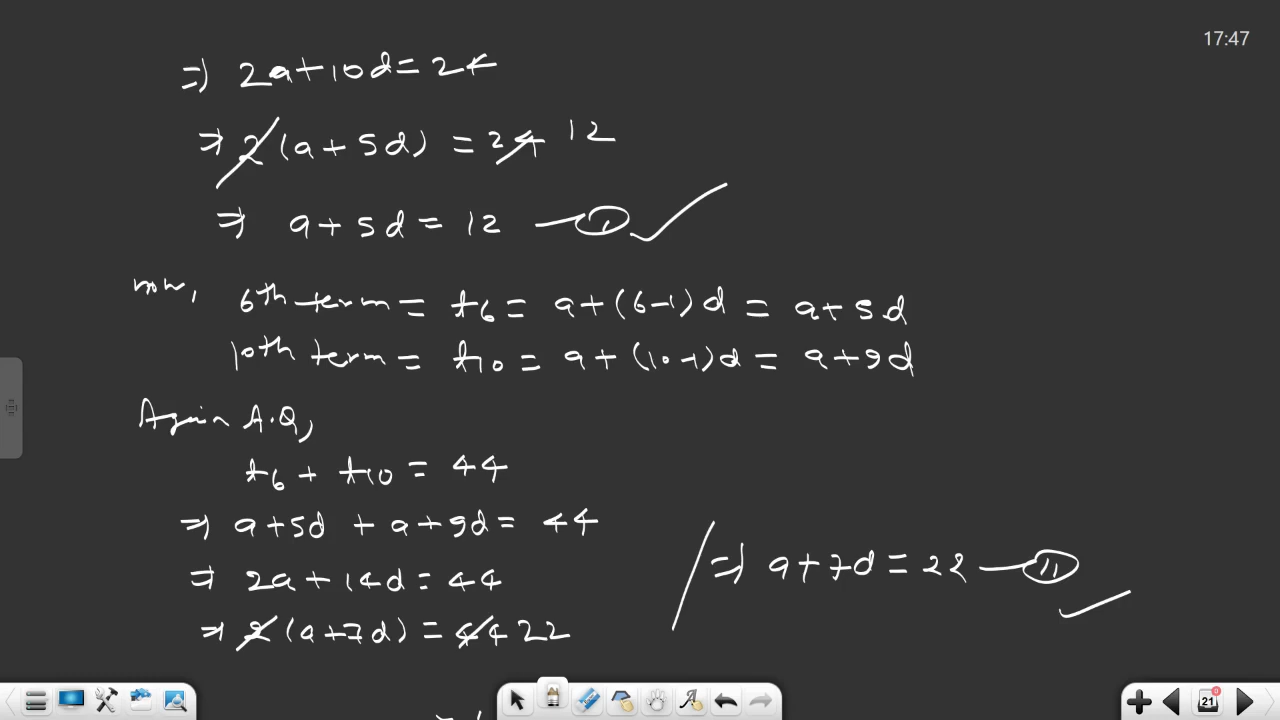 17:47
⇒ 2a+10d=24
⇒ 2(a+5d) = 24 12
⇒ a+5d = 12 — (i)
now,
6th term = t6 = a+(6-1)d = a+5d
10th term = t10 = a+(10-1)d = a+9d
Again A.Q,
t6 + t10 = 44
⇒ a+5d + a+9d = 44
⇒ 2a+14d = 44
⇒ 2(a+7d) = 44 22
⇒ a+7d = 22 — (ii)
21
0